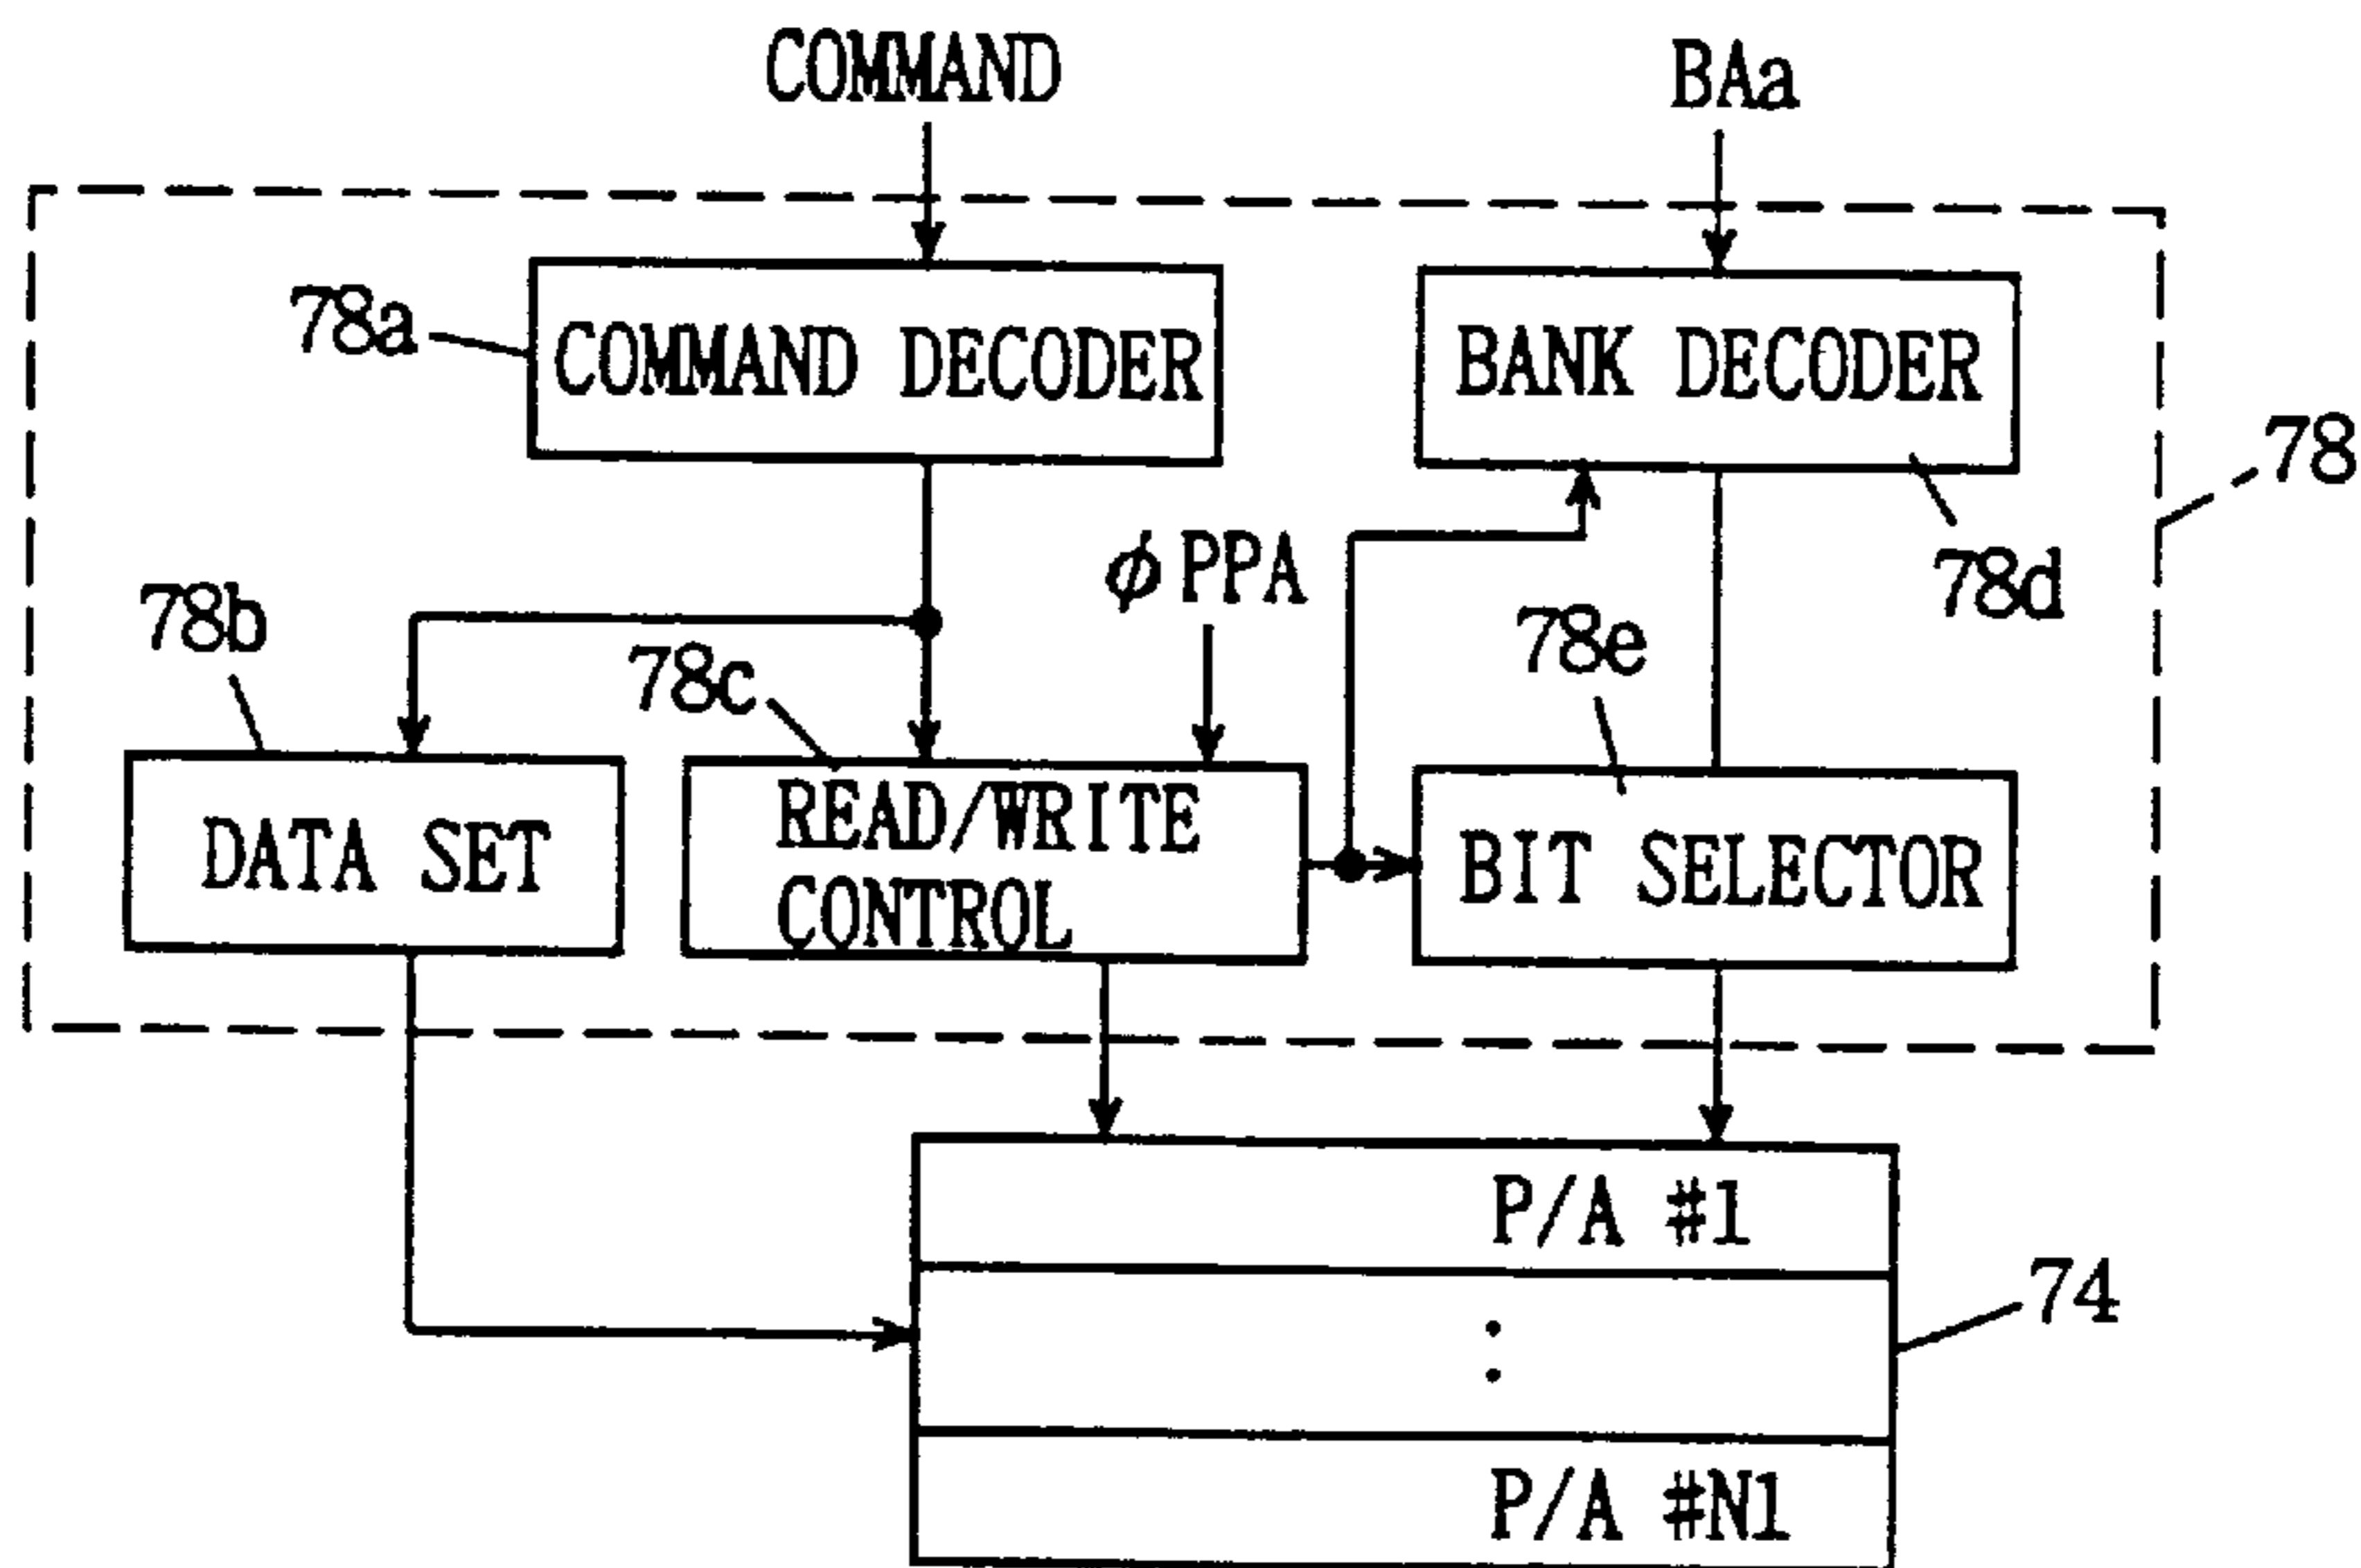 COMMAND
BAa
78a
COMMAND DECODER
BANK DECODER
78
78b
78c
φPPA
78e
78d
DATA SET
READ/WRITE
CONTROL
BIT SELECTOR
P/A #1
74
:
P/A #N1